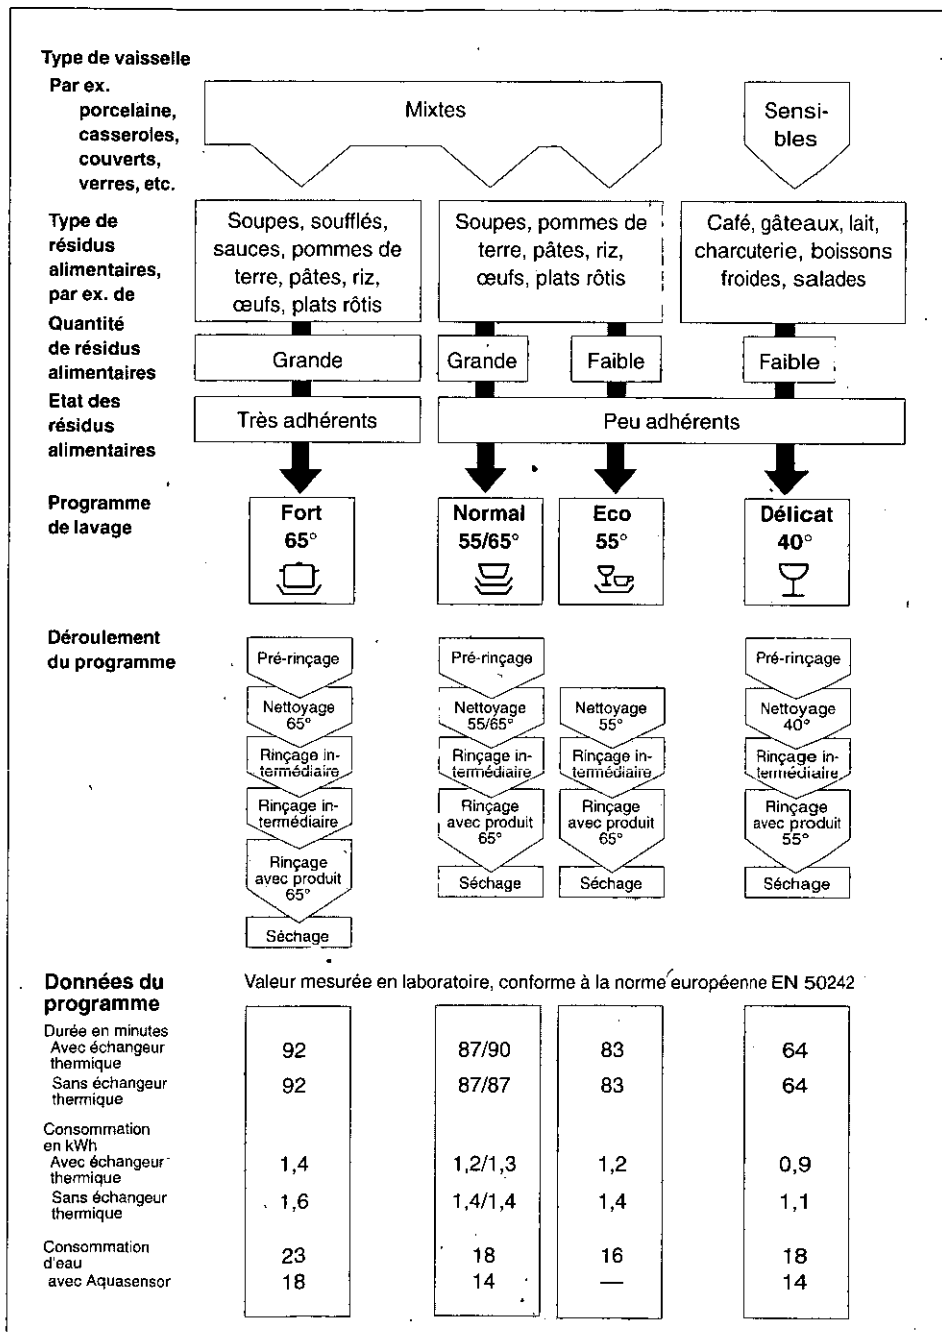 Type de vaisselle
Par ex.
porcelaine,
casseroles,
couverts,
verres, etc.
Mixtes
Sensi-
bles
Type de
résidus
alimentaires,
par ex. de
Soupes, soufflés,
sauces, pommes de
terre, pâtes, riz,
œufs, plats rôtis
Soupes, pommes de
terre, pâtes, riz,
œufs, plats rôtis
Café, gâteaux, lait,
charcuterie, boissons
froides, salades
Quantité
de résidus
alimentaires
Grande
Grande
Faible
Faible
Etat des
résidus
alimentaires
Très adhérents
Peu adhérents
Programme
de lavage
Fort
65°
Normal
55/65°
Eco
55°
Délicat
40°
Déroulement
du programme
Pré-rinçage
Nettoyage
65°
Rinçage in-
termédiaire
Rinçage in-
termédiaire
Rinçage
avec produit
65°
Séchage
Pré-rinçage
Nettoyage
55/65°
Rinçage in-
termédiaire
Rinçage
avec produit
65°
Séchage
Nettoyage
55°
Rinçage in-
termédiaire
Rinçage
avec produit
65°
Séchage
Pré-rinçage
Nettoyage
40°
Rinçage in-
termédiaire
Rinçage
avec produit
55°
Séchage
Données du
programme
Valeur mesurée en laboratoire, conforme à la norme européenne EN 50242
Durée en minutes
Avec échangeur
thermique
92 87/90 83 64
Sans échangeur
thermique
92 87/87 83 64
Consommation
en kWh
Avec échangeur
thermique
1,4 1,2/1,3 1,2 0,9
Sans échangeur
thermique
1,6 1,4/1,4 1,4 1,1
Consommation
d'eau
23 18 16 18
avec Aquasensor
18 14 — 14